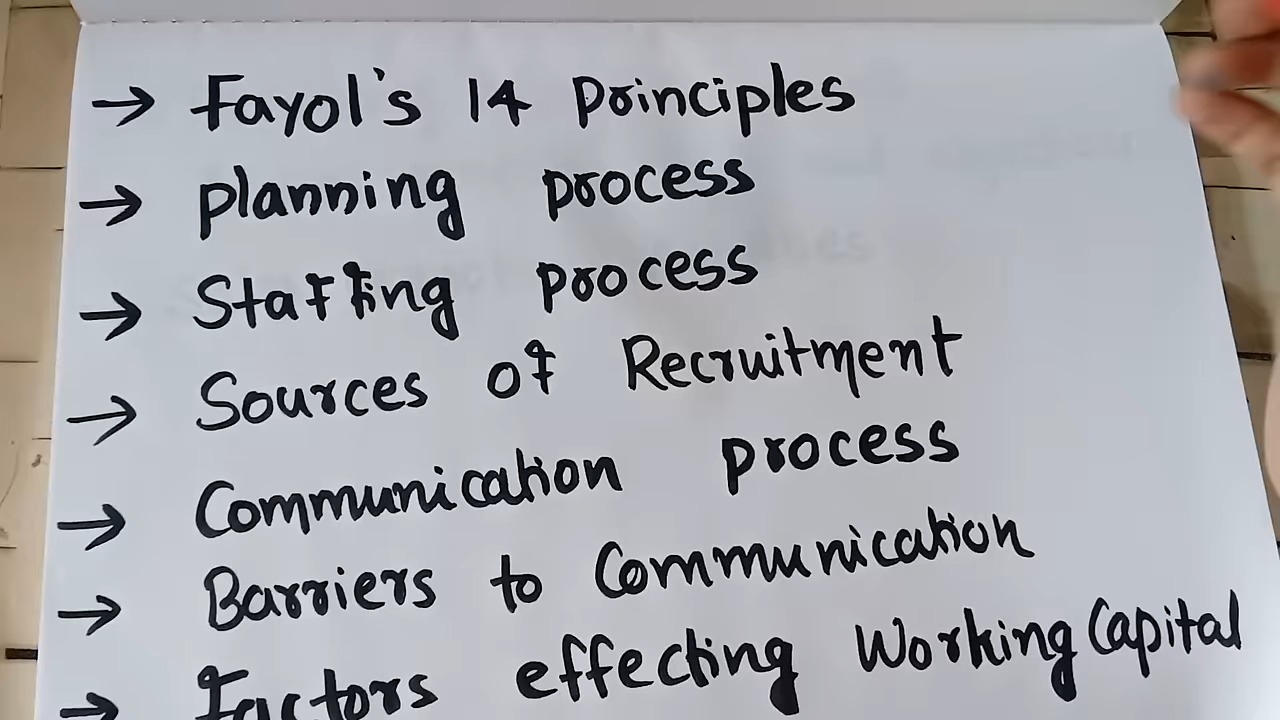 → Fayol's 14 Principles
→ planning process
→ Staffing process
→ Sources of Recruitment
→ Communication process
→ Barriers to Communication
→ Factors effecting Working Capital